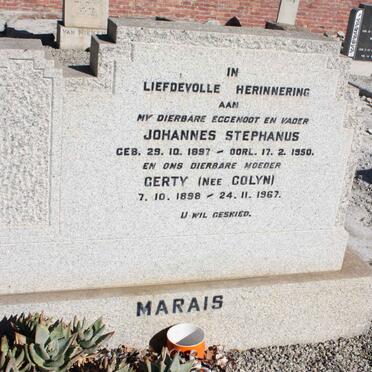 IN
LIEFDEVOLLE HERINNERING
AAN
MY DIERBARE EGGENOOT EN VADER
JOHANNES STEPHANUS
GEB. 29. 10. 1897 – OORL. 17. 2. 1950.
EN ONS DIERBARE MOEDER
GERTY (NEE COLYN)
7. 10. 1898 – 24. 11. 1967.
U WIL GESKIED.
MARAIS